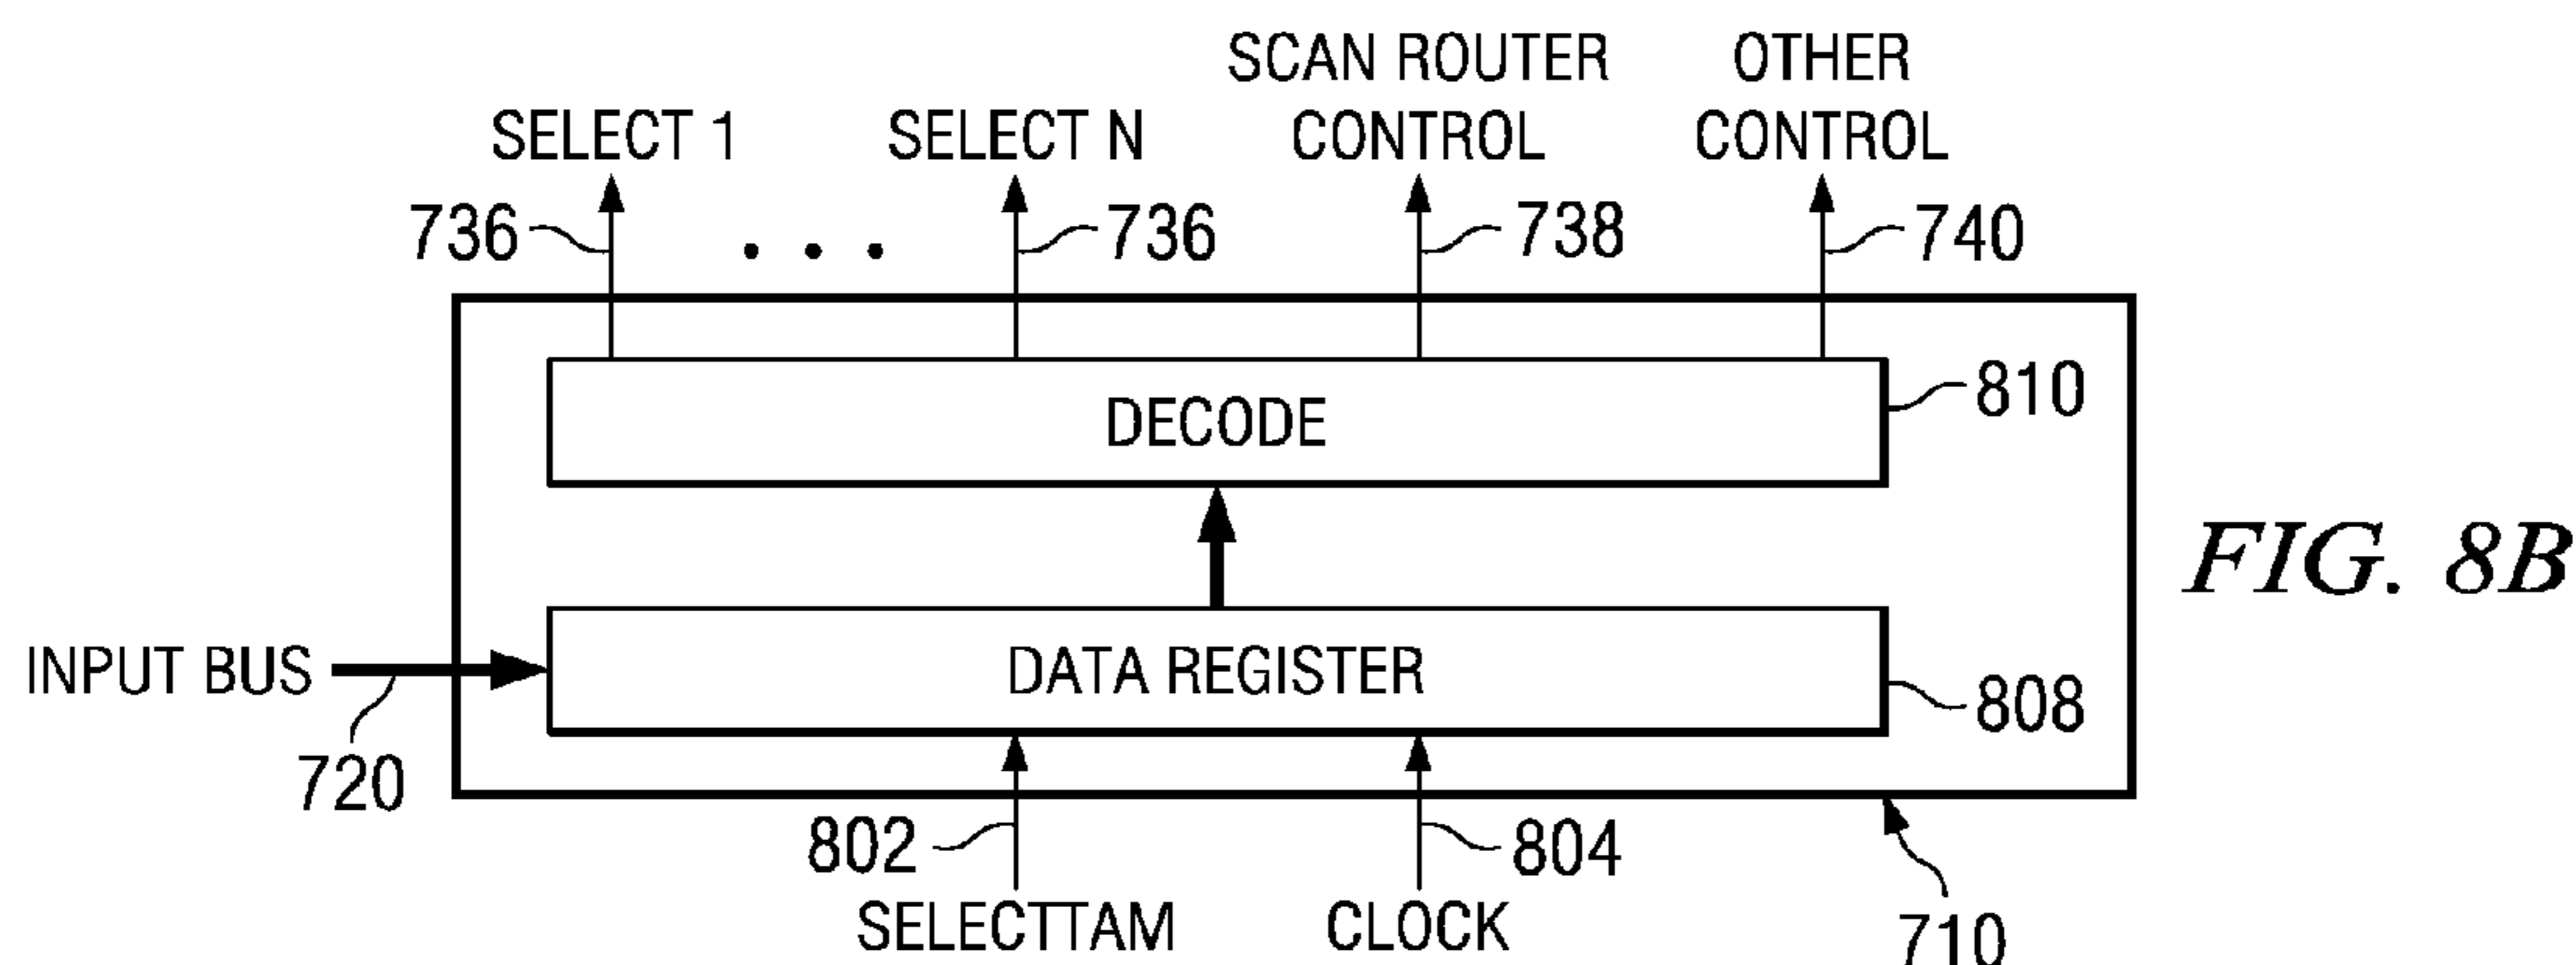 SCAN ROUTER OTHER
SELECT 1 SELECT N CONTROL CONTROL
736 736 738 740
DECODE 810
FIG. 8B
INPUT BUS DATA REGISTER 808
720
802 804
SELECTTAM CLOCK 710